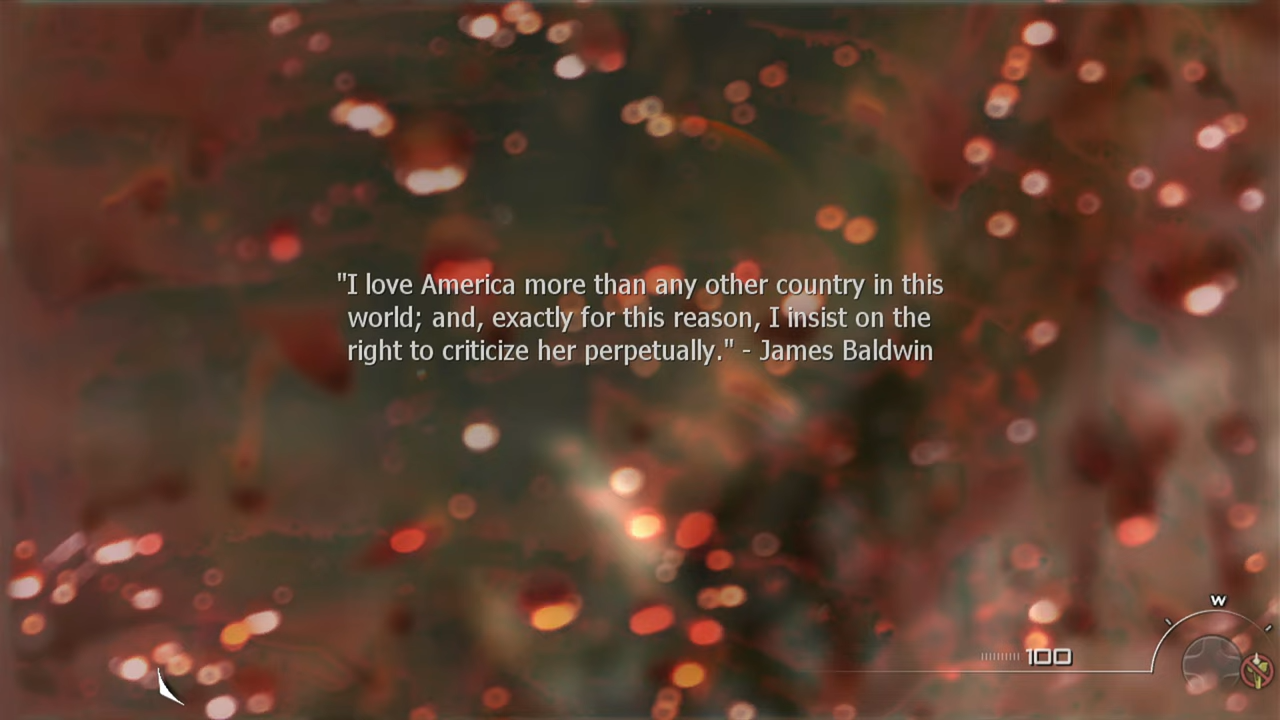 "I love America more than any other country in this
world; and, exactly for this reason, I insist on the
right to criticize her perpetually." - James Baldwin
W
100